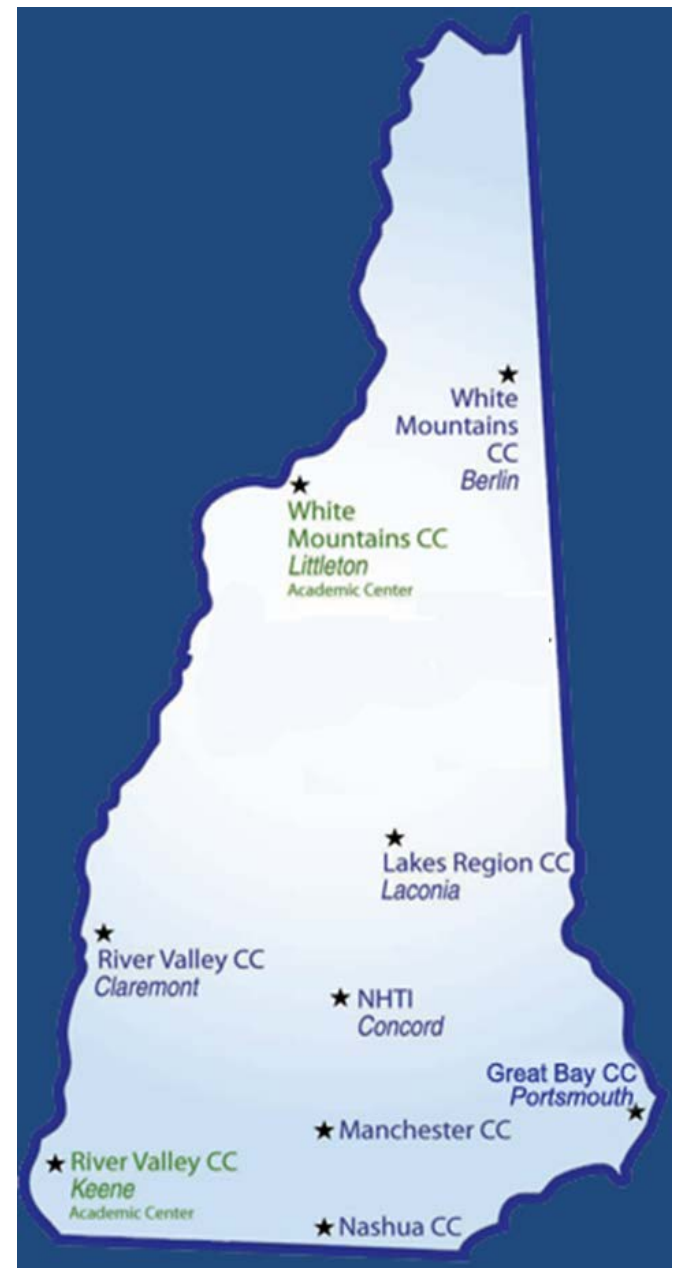 White
Mountains
CC
Berlin
White
Mountains CC
Littleton
Academic Center
Lakes Region CC
Laconia
River Valley CC
Claremont
NHTI
Concord
Great Bay CC
Portsmouth
Manchester CC
River Valley CC
Keene
Academic Center
Nashua CC